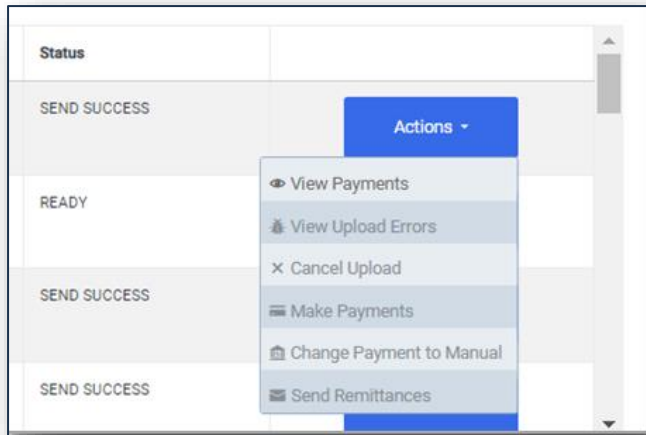 Status
SEND SUCCESS
Actions
View Payments
READY
View Upload Errors
Cancel Upload
SEND SUCCESS
Make Payments
Change Payment to Manual
SEND SUCCESS
Send Remittances